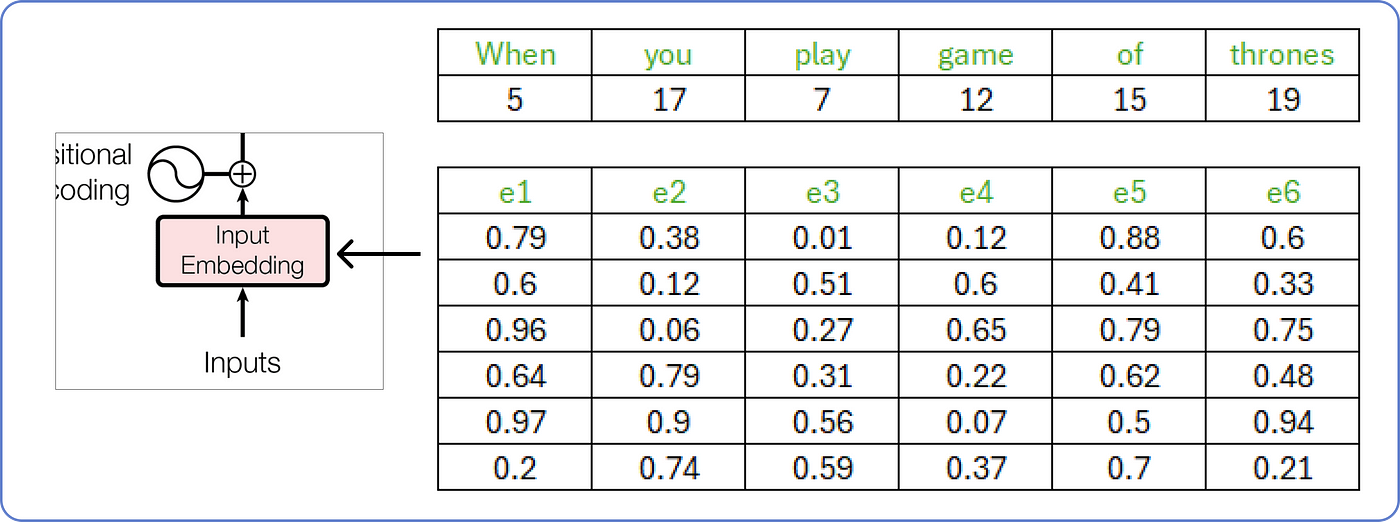 sitional
coding
Input
Embedding
Inputs
When you play game of thrones
5 17 7 12 15 19
e1 e2 e3 e4 e5 e6
0.79 0.38 0.01 0.12 0.88 0.6
0.6 0.12 0.51 0.6 0.41 0.33
0.96 0.06 0.27 0.65 0.79 0.75
0.64 0.79 0.31 0.22 0.62 0.48
0.97 0.9 0.56 0.07 0.5 0.94
0.2 0.74 0.59 0.37 0.7 0.21